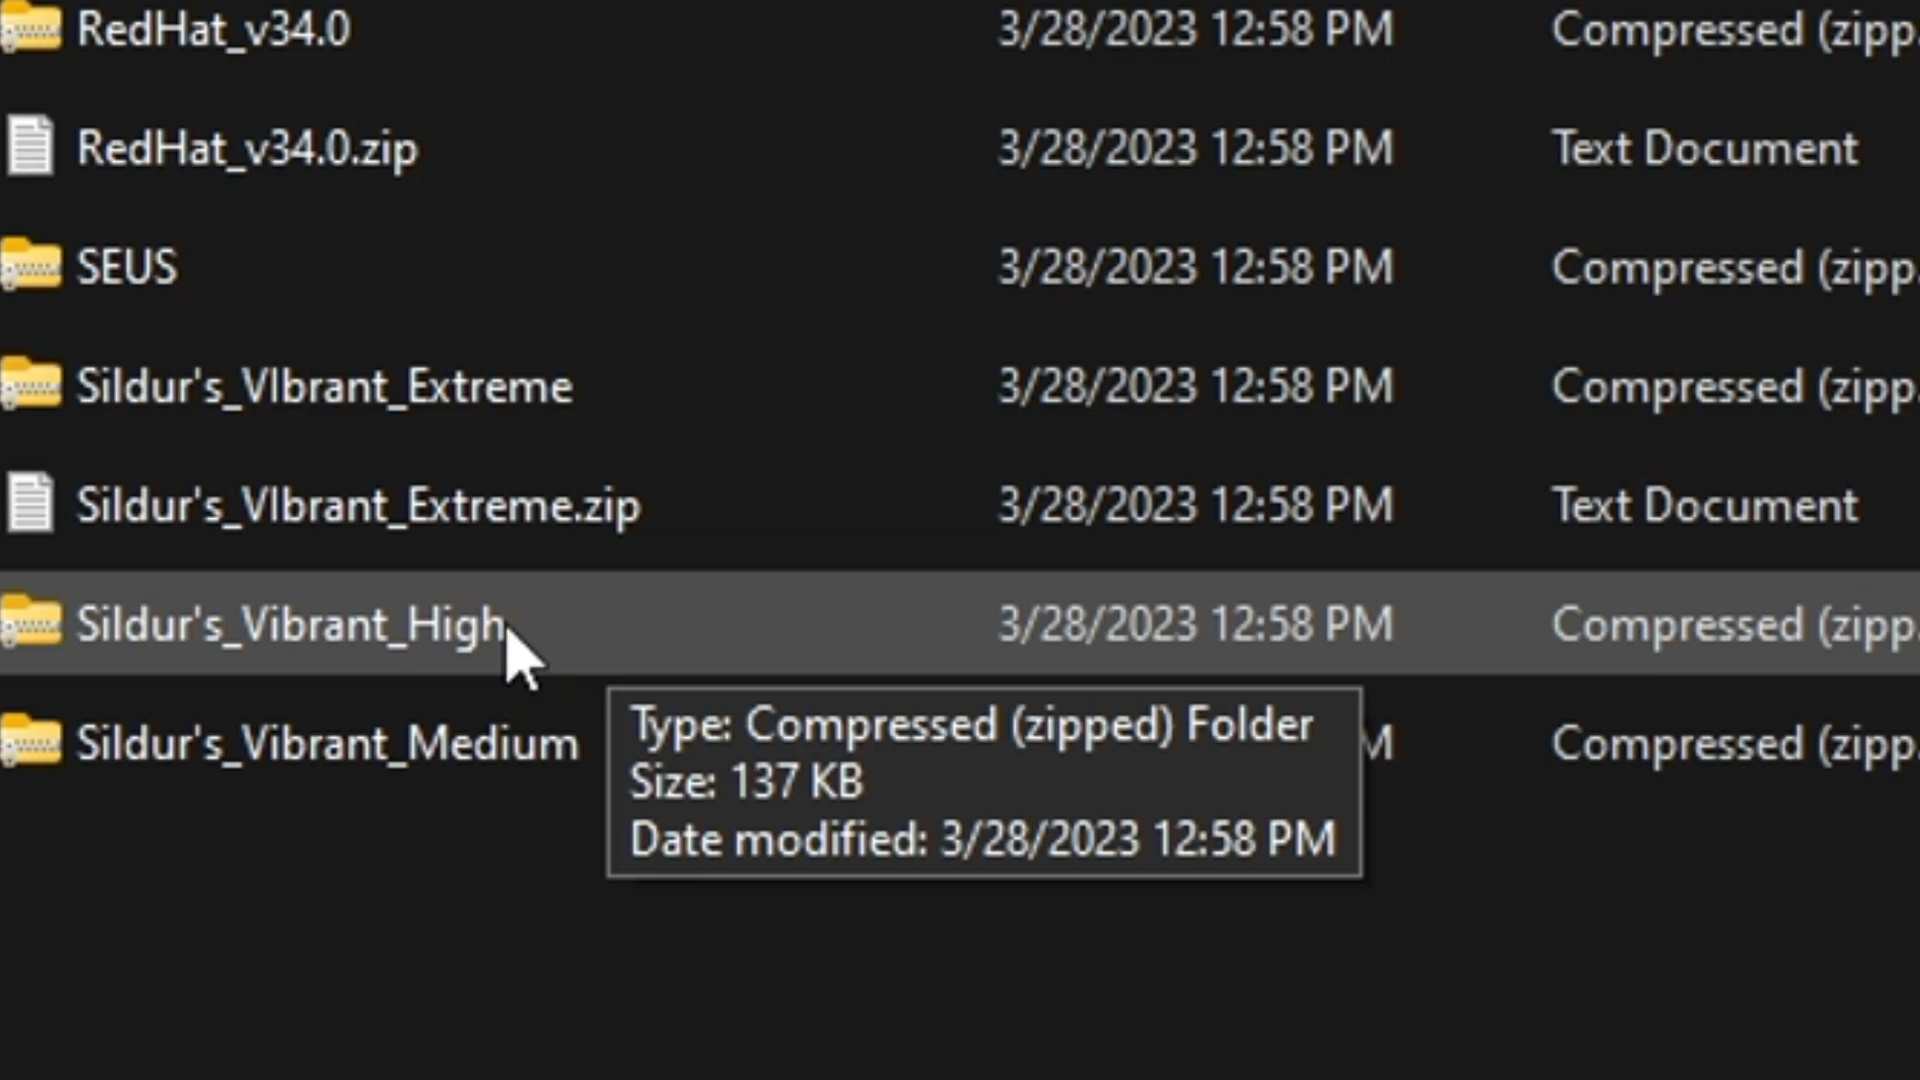 RedHat_v34.0 3/28/2023 12:58 PM Compressed (zipp.
RedHat_v34.0.zip 3/28/2023 12:58 PM Text Document
SEUS 3/28/2023 12:58 PM Compressed (zipp.
Sildur's_VIbrant_Extreme 3/28/2023 12:58 PM Compressed (zipp.
Sildur's_VIbrant_Extreme.zip 3/28/2023 12:58 PM Text Document
Sildur's_Vibrant_High 3/28/2023 12:58 PM Compressed (zipp.
Sildur's_Vibrant_Medium M Compressed (zipp.
Type: Compressed (zipped) Folder
Size: 137 KB
Date modified: 3/28/2023 12:58 PM